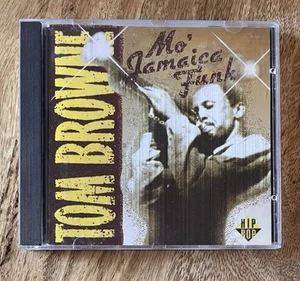 TOM BROWNE
Mo'
Jamaica
Funk
HIP
BOP